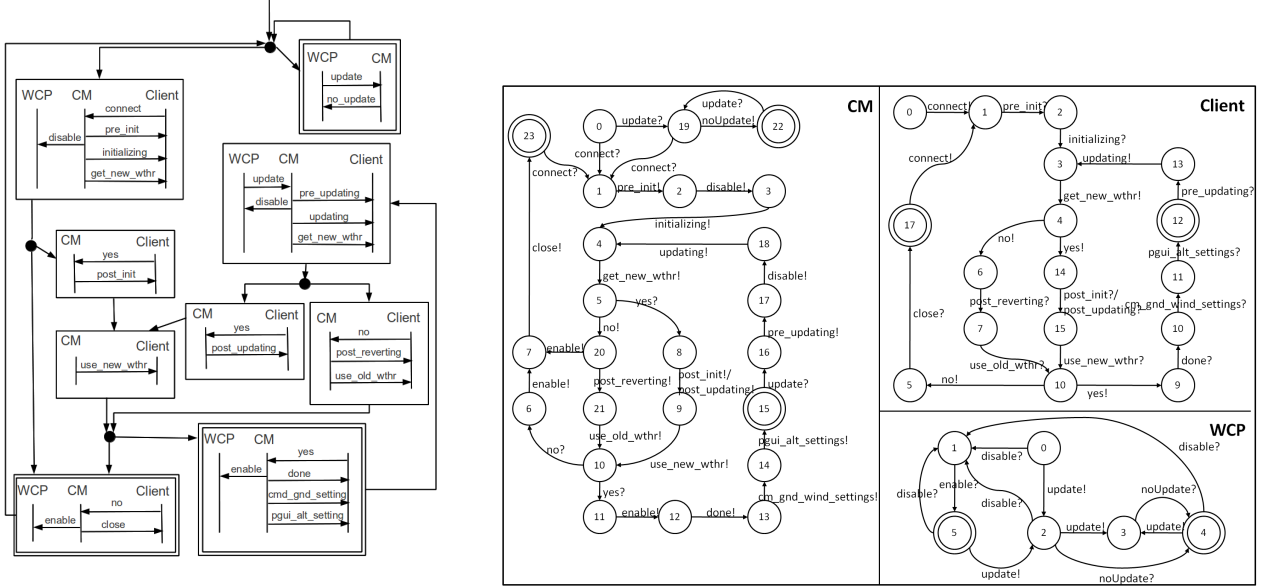 WCP CM
update
no_update
WCP CM Client
connect
pre_init
disable
initializing
get_new_wthr
WCP CM Client
update
pre_updating
disable
updating
get_new_wthr
CM Client
yes
post_init
CM Client
yes
post_updating
CM Client
no
post_reverting
use_old_wthr
CM Client
use_new_wthr
WCP CM Client
no
enable
close
WCP CM
yes
enable
done
cmd_gnd_setting
pgui_alt_setting
CM
23
0
update?
19
update?
noUpdate!
22
connect?
connect?
connect?
1
pre_init!
2
disable!
3
initializing!
4
updating!
18
close!
get_new_wthr!
disable!
5
yes?
17
no!
pre_updating!
7
enable!
20
8
16
enable!
post_reverting!
post_init!/
post_updating!
update?
6
21
9
15
no?
use_old_wthr!
pgui_alt_settings!
10
use_new_wthr!
14
yes?
cm_gnd_wind_settings!
11
enable!
12
done!
13
Client
0
connect!
1
pre_init?
2
initializing?
connect!
3
updating!
13
get_new_wthr!
pre_updating?
17
4
12
no!
yes!
pgui_alt_settings?
6
14
11
post_reverting?
post_init?/
post_updating?
cm_gnd_wind_settings?
close?
7
15
10
use_old_wthr?
use_new_wthr?
done?
5
no!
10
yes!
9
WCP
1
disable?
0
disable?
enable?
disable?
disable?
update!
noUpdate?
5
2
update!
3
update!
4
update!
noUpdate?